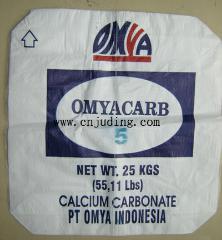 OMYA
OMYACARB
www.cnjuding.com
5
NET WT. 25 KGS
(55,11 Lbs)
CALCIUM CARBONATE
PT OMYA INDONESIA